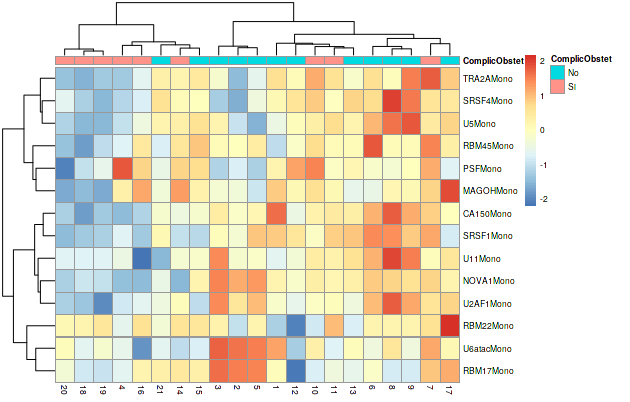 ComplicObstet
TRA2AMono
SRSF4Mono
U5Mono
RBM45Mono
PSFMono
MAGOHMono
CA150Mono
SRSF1Mono
U11Mono
NOVA1Mono
U2AF1Mono
RBM22Mono
U6atacMono
RBM17Mono
20 18 19 4 16 21 14 15 3 2 5 1 12 10 11 13 6 8 9 7 17
2
1
0
-1
-2
ComplicObstet
No
SI